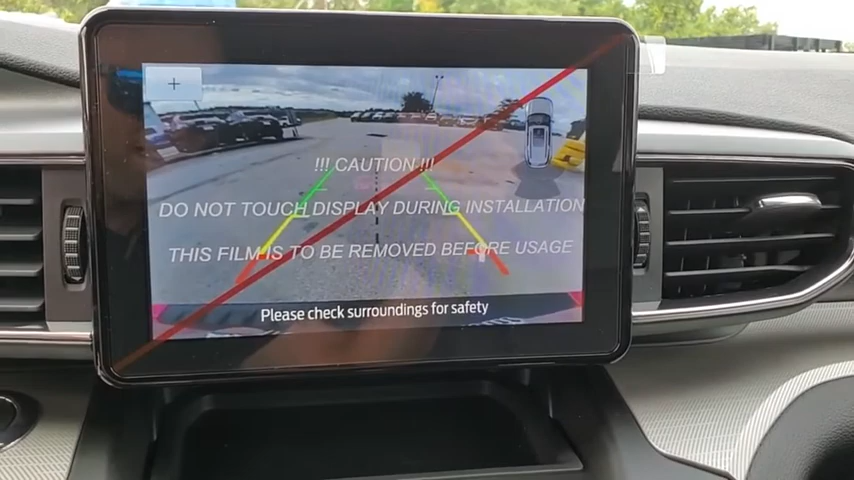 !!! CAUTION !!!
DO NOT TOUCH DISPLAY DURING INSTALLATION
THIS FILM IS TO BE REMOVED BEFORE USAGE
Please check surroundings for safety